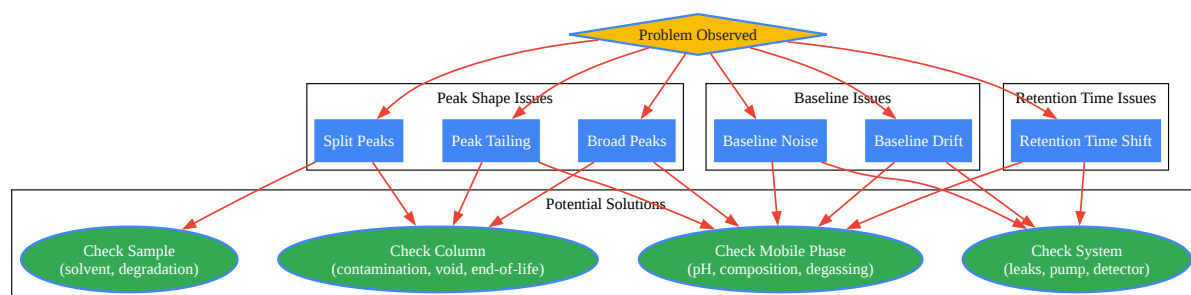 Problem Observed
Peak Shape Issues
Baseline Issues
Retention Time Issues
Split Peaks
Peak Tailing
Broad Peaks
Baseline Noise
Baseline Drift
Retention Time Shift
Potential Solutions
Check Sample
(solvent, degradation)
Check Column
(contamination, void, end-of-life)
Check Mobile Phase
(pH, composition, degassing)
Check System
(leaks, pump, detector)